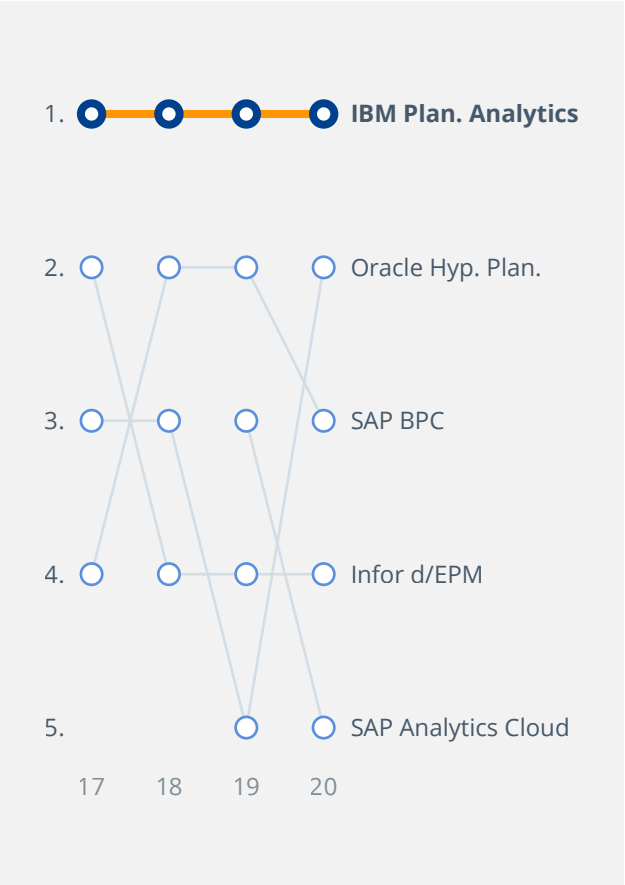 1. IBM Plan. Analytics
2. Oracle Hyp. Plan.
3. SAP BPC
4. Infor d/EPM
5. SAP Analytics Cloud
17 18 19 20